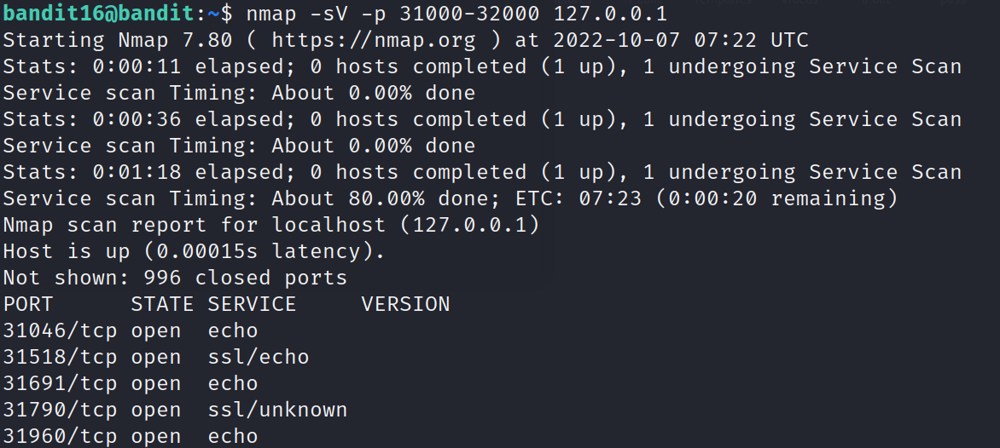 bandit16@bandit:~$ nmap -sV -p 31000-32000 127.0.0.1
Starting Nmap 7.80 ( https://nmap.org ) at 2022-10-07 07:22 UTC
Stats: 0:00:11 elapsed; 0 hosts completed (1 up), 1 undergoing Service Scan
Service scan Timing: About 0.00% done
Stats: 0:00:36 elapsed; 0 hosts completed (1 up), 1 undergoing Service Scan
Service scan Timing: About 0.00% done
Stats: 0:01:18 elapsed; 0 hosts completed (1 up), 1 undergoing Service Scan
Service scan Timing: About 80.00% done; ETC: 07:23 (0:00:20 remaining)
Nmap scan report for localhost (127.0.0.1)
Host is up (0.00015s latency).
Not shown: 996 closed ports
PORT      STATE SERVICE     VERSION
31046/tcp open  echo
31518/tcp open  ssl/echo
31691/tcp open  echo
31790/tcp open  ssl/unknown
31960/tcp open  echo